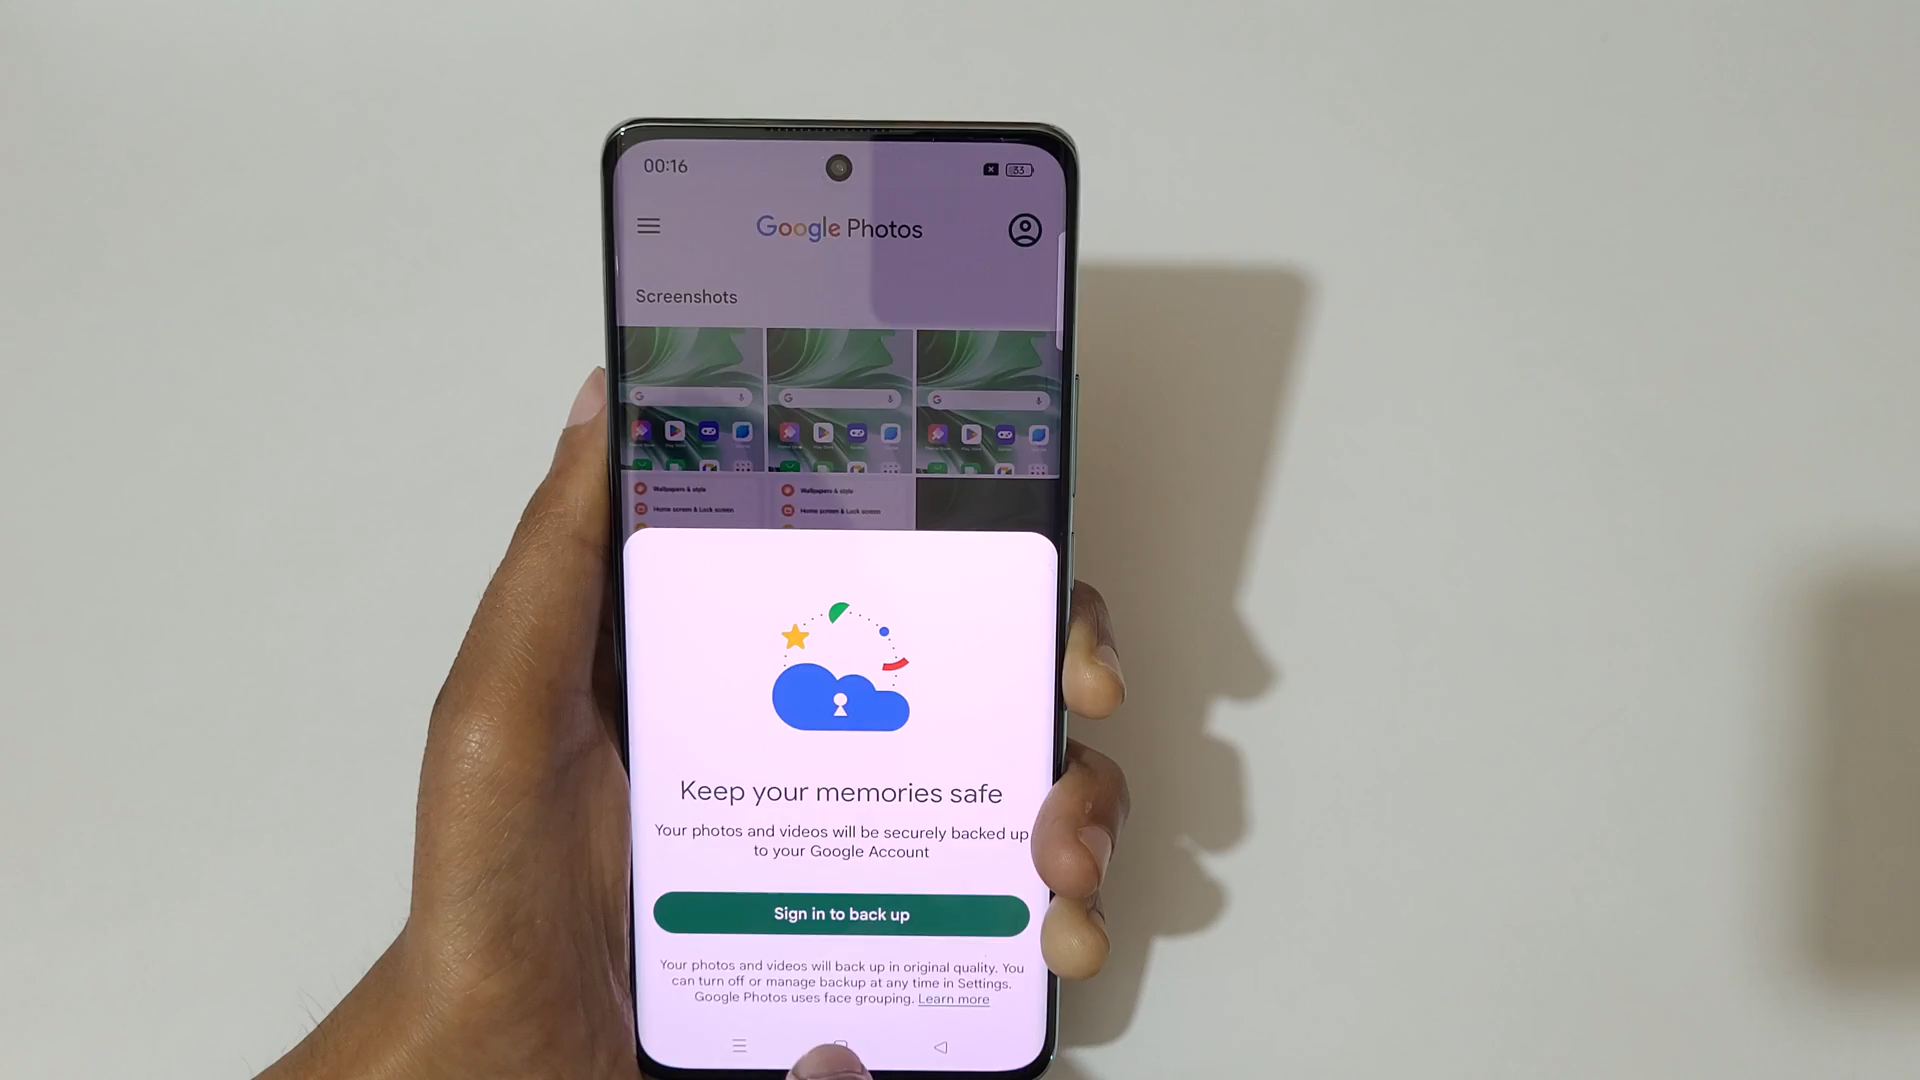 00:16
33
Google Photos
Screenshots
Wallpapers & style
Wallpapers & style
Home screen & Lock screen
Home screen & Lock screen
Keep your memories safe
Your photos and videos will be securely backed up
to your Google Account
Sign in to back up
Your photos and videos will back up in original quality. You
can turn off or manage backup at any time in Settings.
Google Photos uses face grouping. Learn more